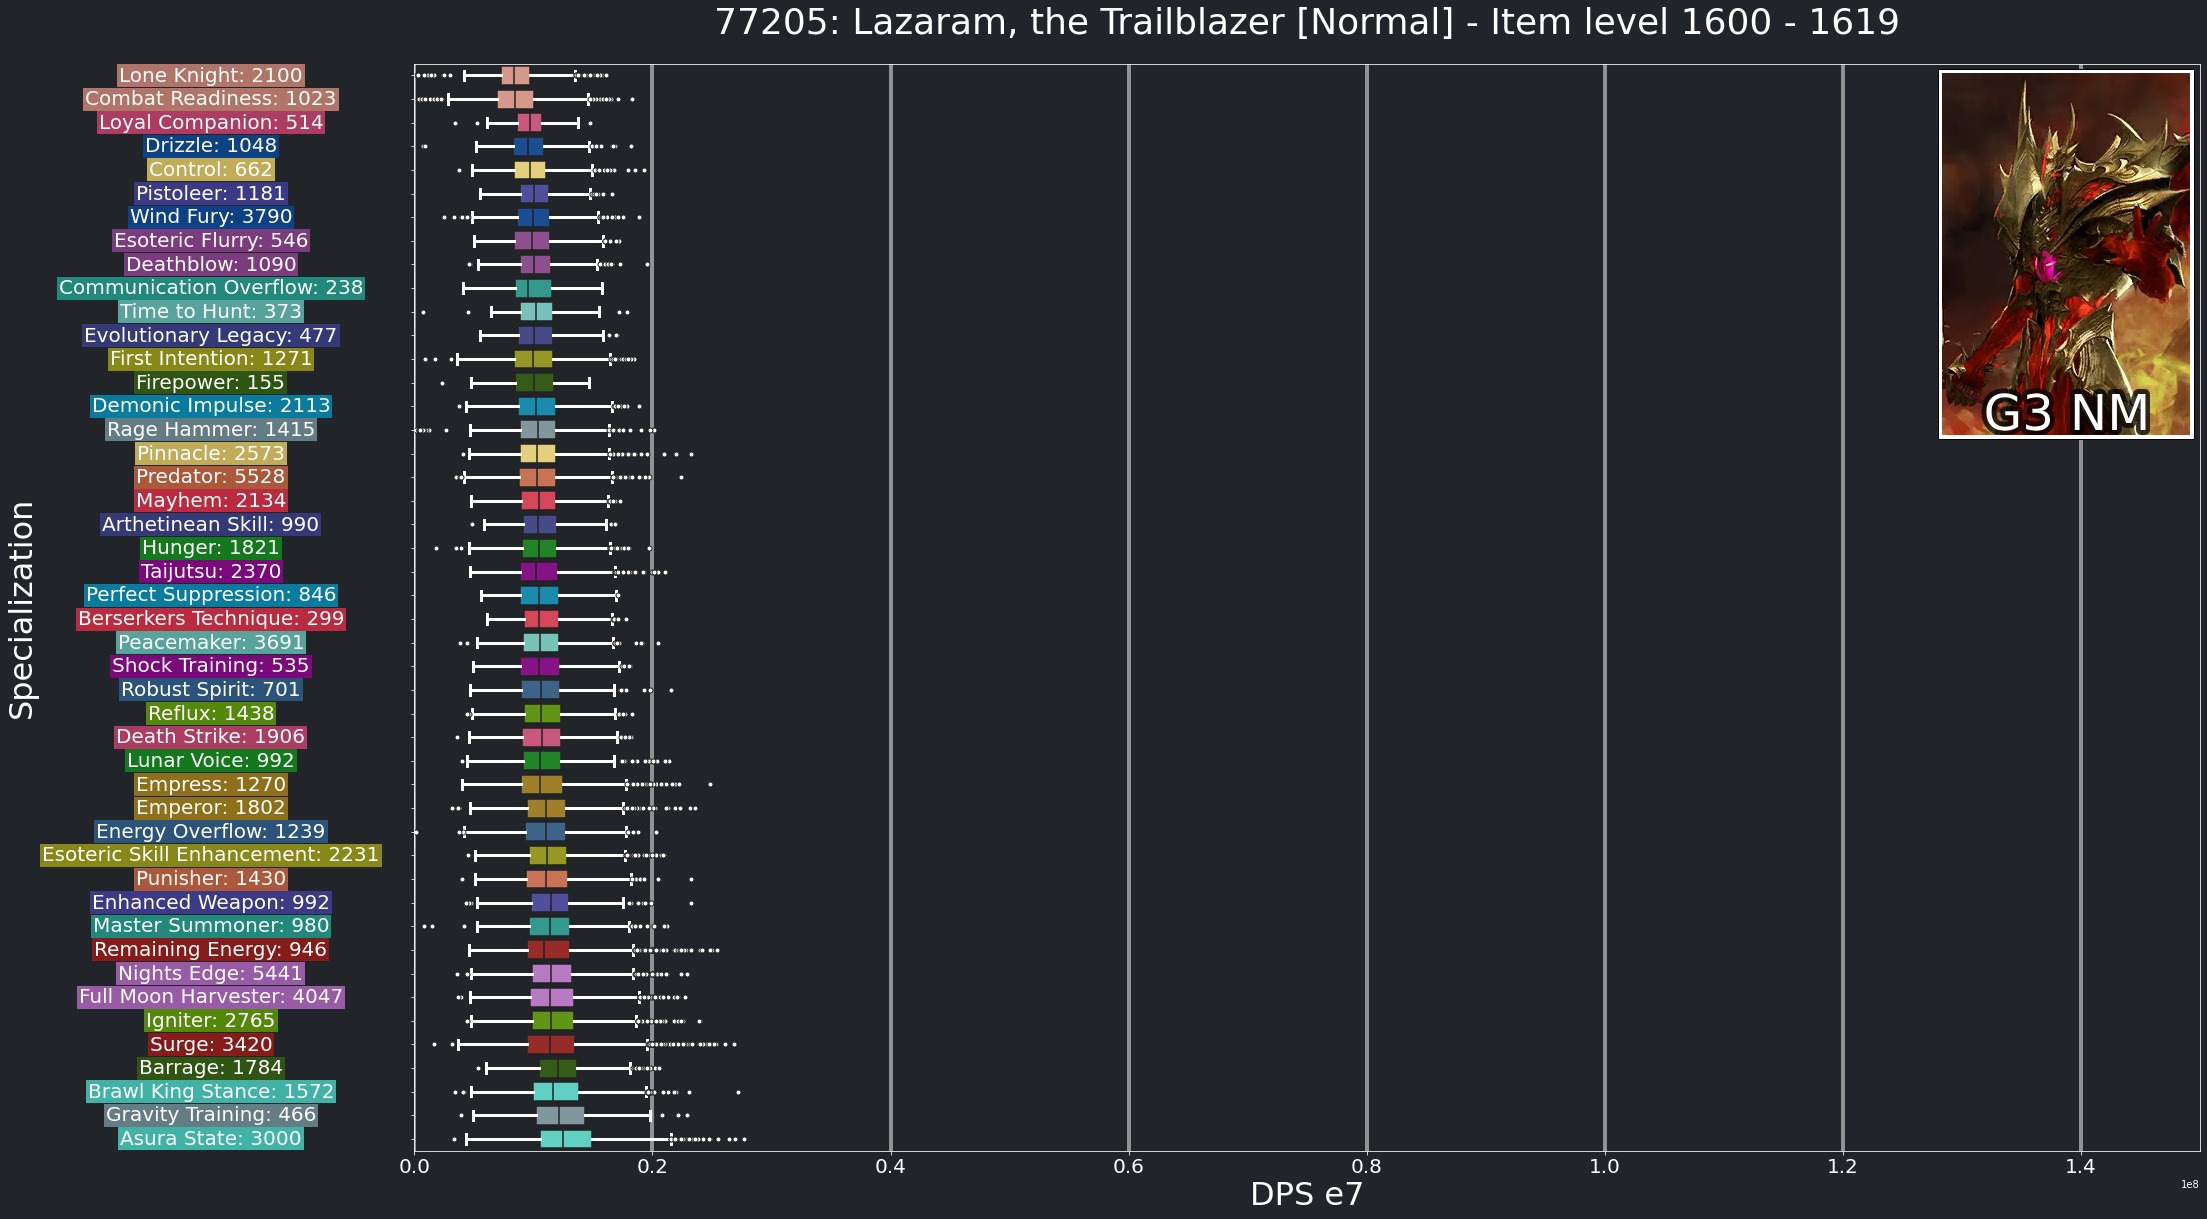 77205: Lazaram, the Trailblazer [Normal] - Item level 1600 - 1619
Lone Knight: 2100
Combat Readiness: 1023
Loyal Companion: 514
Drizzle: 1048
Control: 662
Pistoleer: 1181
Wind Fury: 3790
Esoteric Flurry: 546
Deathblow: 1090
Communication Overflow: 238
Time to Hunt: 373
Evolutionary Legacy: 477
First Intention: 1271
Firepower: 155
Demonic Impulse: 2113
Rage Hammer: 1415
Pinnacle: 2573
Predator: 5528
Mayhem: 2134
Arthetinean Skill: 990
Hunger: 1821
Taijutsu: 2370
Perfect Suppression: 846
Berserkers Technique: 299
Peacemaker: 3691
Shock Training: 535
Robust Spirit: 701
Reflux: 1438
Death Strike: 1906
Lunar Voice: 992
Empress: 1270
Emperor: 1802
Energy Overflow: 1239
Esoteric Skill Enhancement: 2231
Punisher: 1430
Enhanced Weapon: 992
Master Summoner: 980
Remaining Energy: 946
Nights Edge: 5441
Full Moon Harvester: 4047
Igniter: 2765
Surge: 3420
Barrage: 1784
Brawl King Stance: 1572
Gravity Training: 466
Asura State: 3000
Specialization
G3 NM
0.0 0.2 0.4 0.6 0.8 1.0 1.2 1.4
1e8
DPS e7